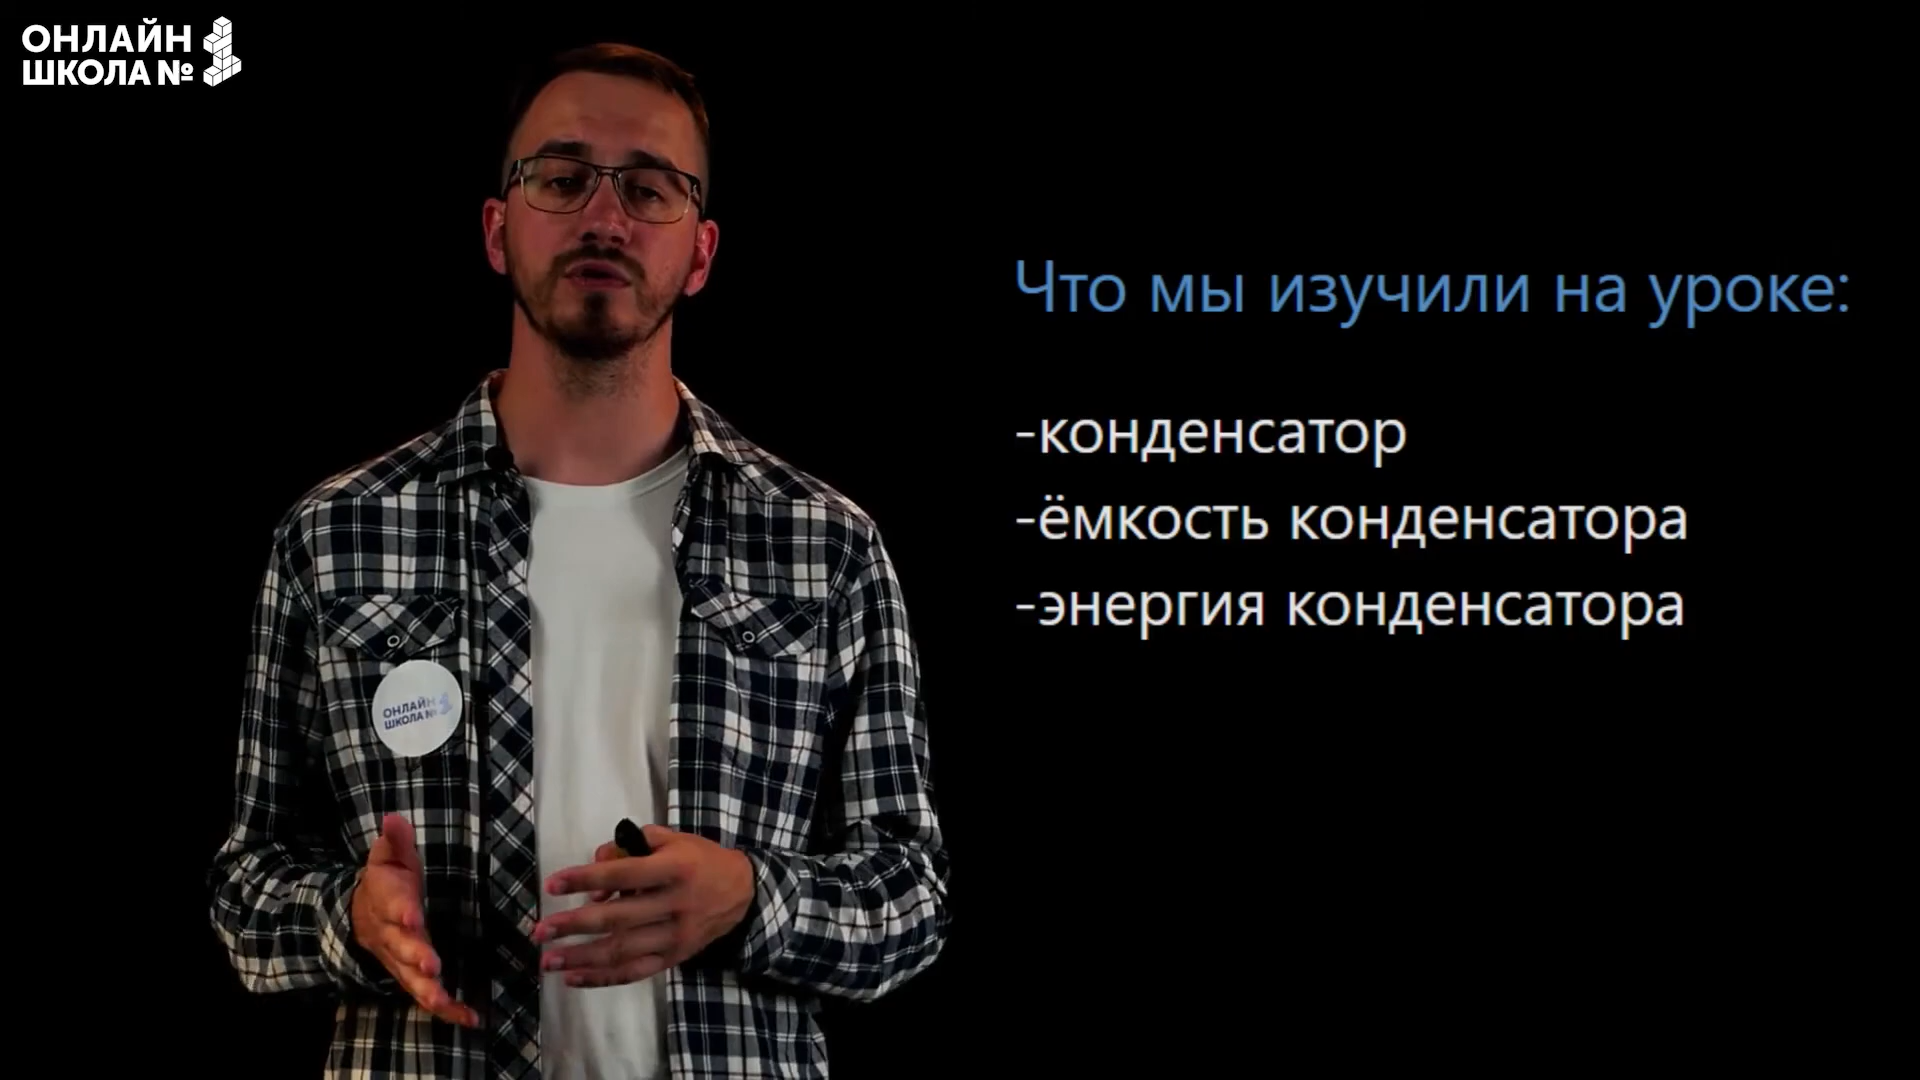 ОНЛАЙН
ШКОЛА №
Что мы изучили на уроке:
-конденсатор
-ёмкость конденсатора
-энергия конденсатора
ОНЛАЙН
ШКОЛА №